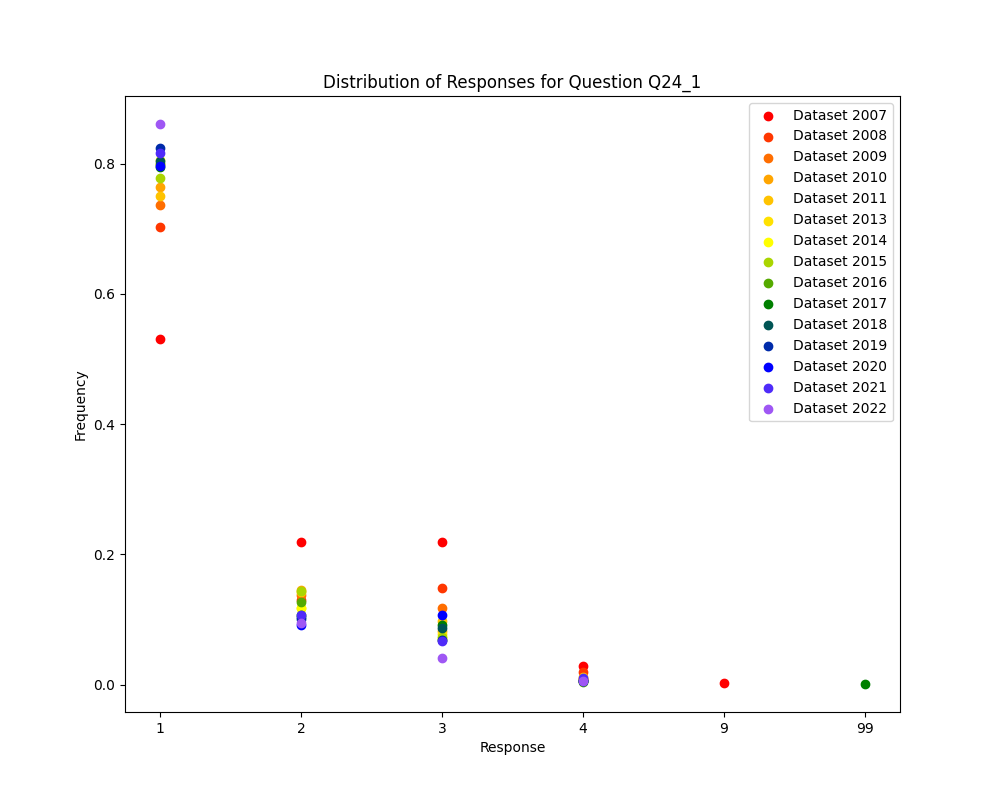 Distribution of Responses for Question Q24_1
Frequency
0.8
0.6
0.4
0.2
0.0
Dataset 2007
Dataset 2008
Dataset 2009
Dataset 2010
Dataset 2011
Dataset 2013
Dataset 2014
Dataset 2015
Dataset 2016
Dataset 2017
Dataset 2018
Dataset 2019
Dataset 2020
Dataset 2021
Dataset 2022
1 2 3 4 9 99
Response